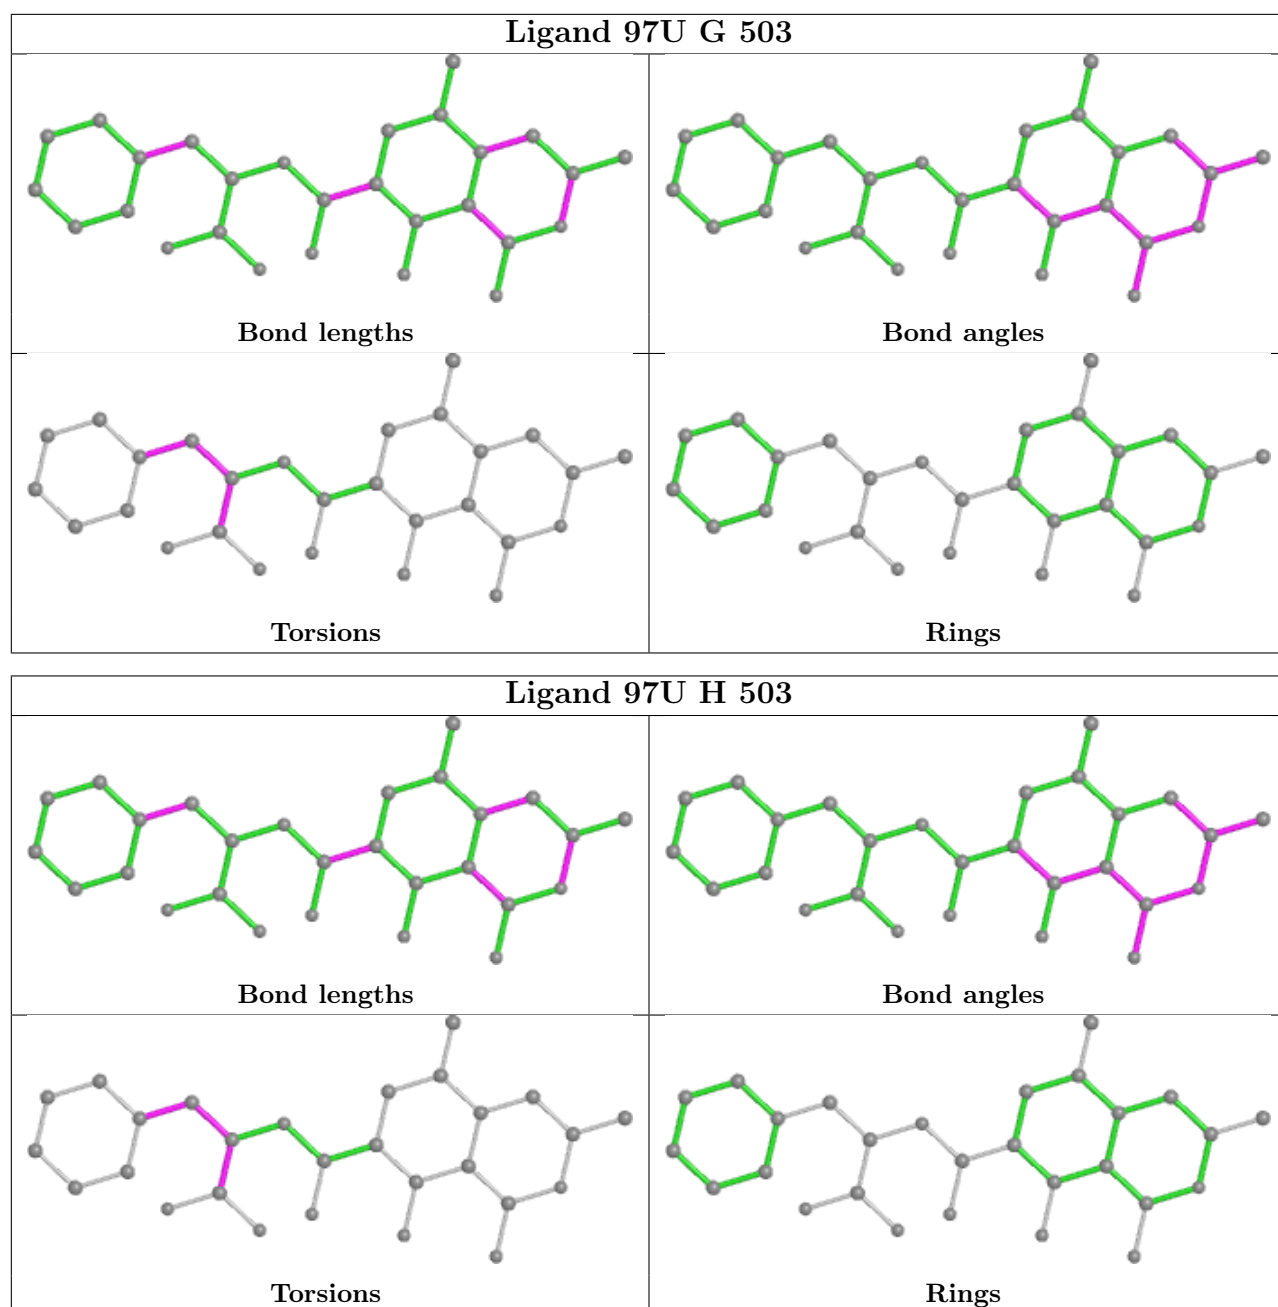 Ligand 97U G 503
Bond lengths
Bond angles
Torsions
Rings
Ligand 97U H 503
Bond lengths
Bond angles
Torsions
Rings